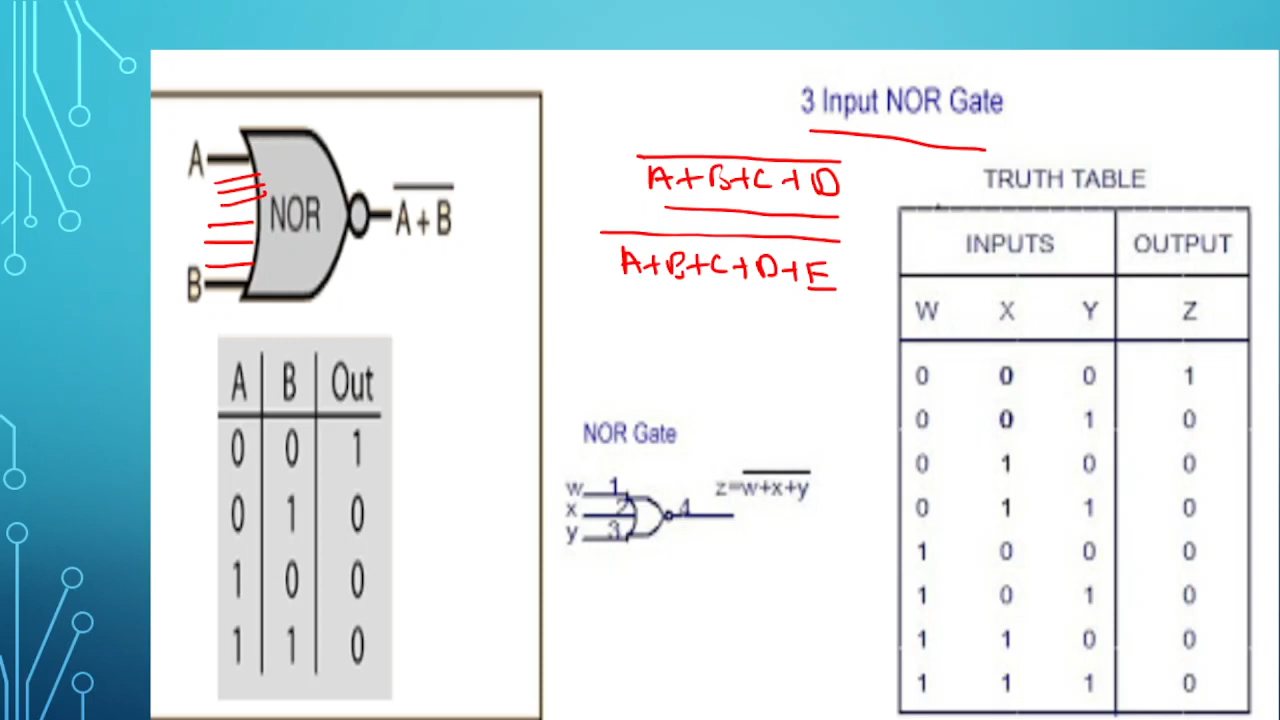 3 Input NOR Gate
A
NOR
A + B
B
A B Out
0 0 1
0 1 0
1 0 0
1 1 0
A+B+C+D
A+B+C+D+E
NOR Gate
w 1
x 2
y 3
4
z=w+x+y
TRUTH TABLE
INPUTS OUTPUT
W X Y Z
0 0 0 1
0 0 1 0
0 1 0 0
0 1 1 0
1 0 0 0
1 0 1 0
1 1 0 0
1 1 1 0